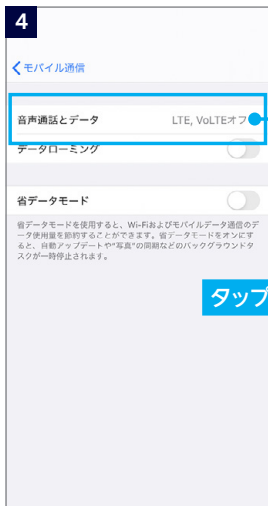 4
モバイル通信
音声通話とデータ LTE, VoLTEオフ
データローミング
省データモード
省データモードを使用すると、Wi-Fiおよびモバイルデータ通信のデ
ータ使用量を節約することができます。省データモードをオンにす
ると、自動アップデートや"写真"の同期などのバックグラウンドタ
スクが一時停止されます。
タップ